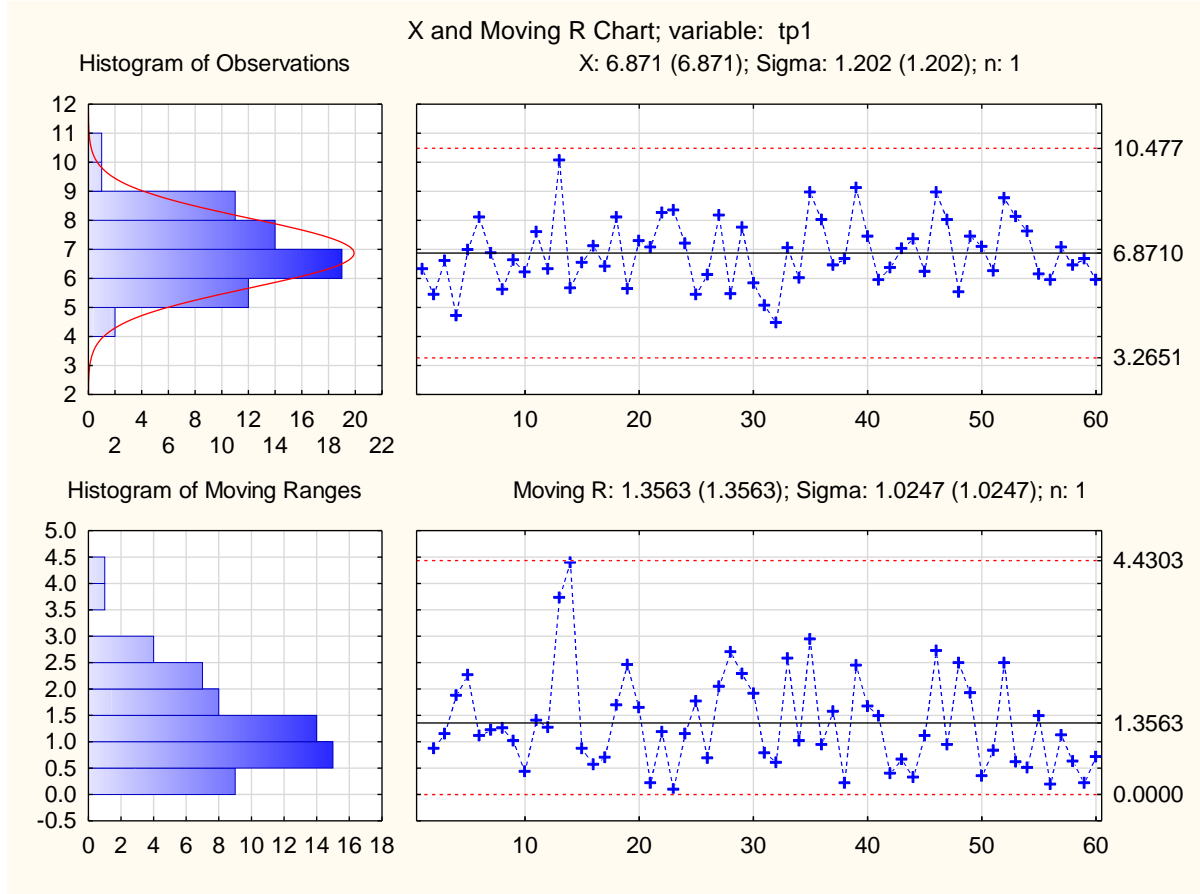 X and Moving R Chart; variable:  tp1
Histogram of Observations
X: 6.871 (6.871); Sigma: 1.202 (1.202); n: 1
12
11
10
9
8
7
6
5
4
3
2
0 4 8 12 16 20
2 6 10 14 18 22
10.477
6.8710
3.2651
10 20 30 40 50 60
Histogram of Moving Ranges
Moving R: 1.3563 (1.3563); Sigma: 1.0247 (1.0247); n: 1
5.0
4.5
4.0
3.5
3.0
2.5
2.0
1.5
1.0
0.5
0.0
-0.5
0 2 4 6 8 10 12 14 16 18
4.4303
1.3563
0.0000
10 20 30 40 50 60